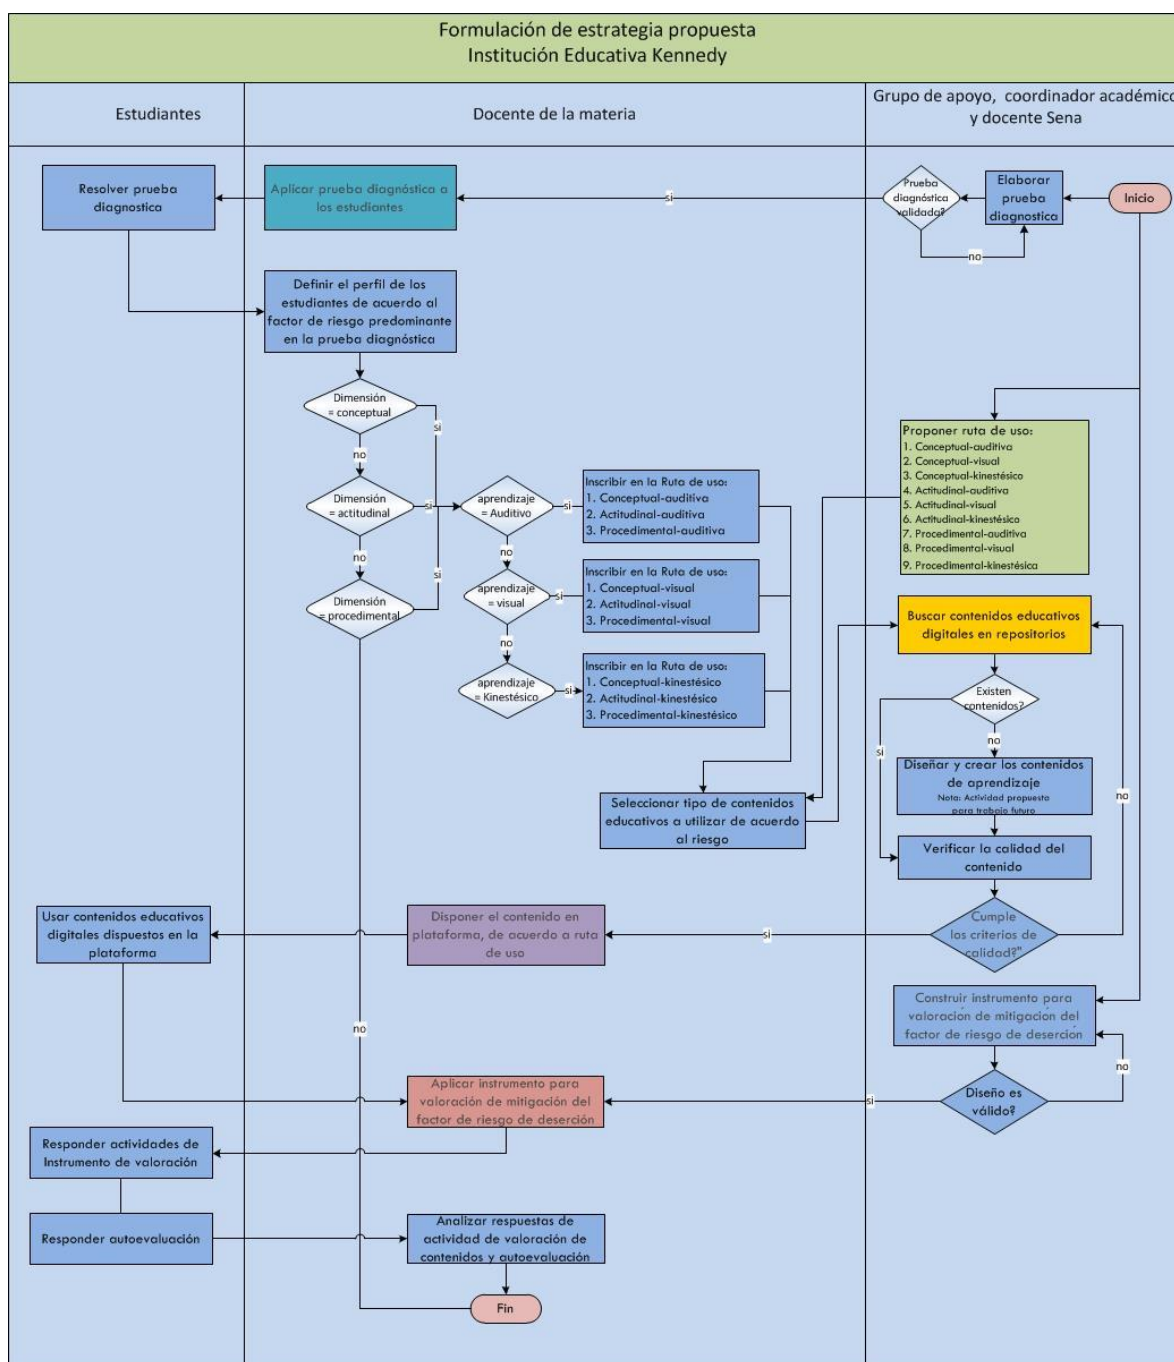 Formulación de estrategia propuesta
Institución Educativa Kennedy
Estudiantes
Docente de la materia
Grupo de apoyo, coordinador académico
y docente Sena
Resolver prueba
diagnostica
Aplicar prueba diagnóstica a
los estudiantes
si
Prueba
diagnóstica
validada?
Elaborar
prueba
diagnostica
Inicio
no
Definir el perfil de los
estudiantes de acuerdo al
factor de riesgo predominante
en la prueba diagnóstica
Dimensión
= conceptual
si
no
Dimensión
= actitudinal
si
no
si
Dimensión
= procedimental
aprendizaje
= Auditivo
si
no
aprendizaje
= visual
si
no
aprendizaje
= Kinestésico
si
Inscribir en la Ruta de uso:
1. Conceptual-auditiva
2. Actitudinal-auditiva
3. Procedimental-auditiva
Inscribir en la Ruta de uso:
1. Conceptual-visual
2. Actitudinal-visual
3. Procedimental-visual
Inscribir en la Ruta de uso:
1. Conceptual-kinestésico
2. Actitudinal-kinestésico
3. Procedimental-kinestésico
Proponer ruta de uso:
1. Conceptual-auditiva
2. Conceptual-visual
3. Conceptual-kinestésico
4. Actitudinal-auditiva
5. Actitudinal-visual
6. Actitudinal-kinestésico
7. Procedimental-auditiva
8. Procedimental-visual
9. Procedimental-kinestésica
Buscar contenidos educativos
digitales en repositorios
Existen
contenidos?
si
no
Diseñar y crear los contenidos
de aprendizaje
Nota: Actividad propuesta
para trabajo futuro
no
Seleccionar tipo de contenidos
educativos a utilizar de acuerdo
al riesgo
Verificar la calidad del
contenido
Cumple
los criterios de
calidad?"
si
Disponer el contenido en
plataforma, de acuerdo a ruta
de uso
Usar contenidos educativos
digitales dispuestos en la
plataforma
no
Construir instrumento para
valoración de mitigación del
factor de riesgo de deserción
no
Diseño es
válido?
si
Aplicar instrumento para
valoración de mitigación del
factor de riesgo de deserción
Responder actividades de
Instrumento de valoración
Responder autoevaluación
Analizar respuestas de
actividad de valoración de
contenidos y autoevaluación
Fin